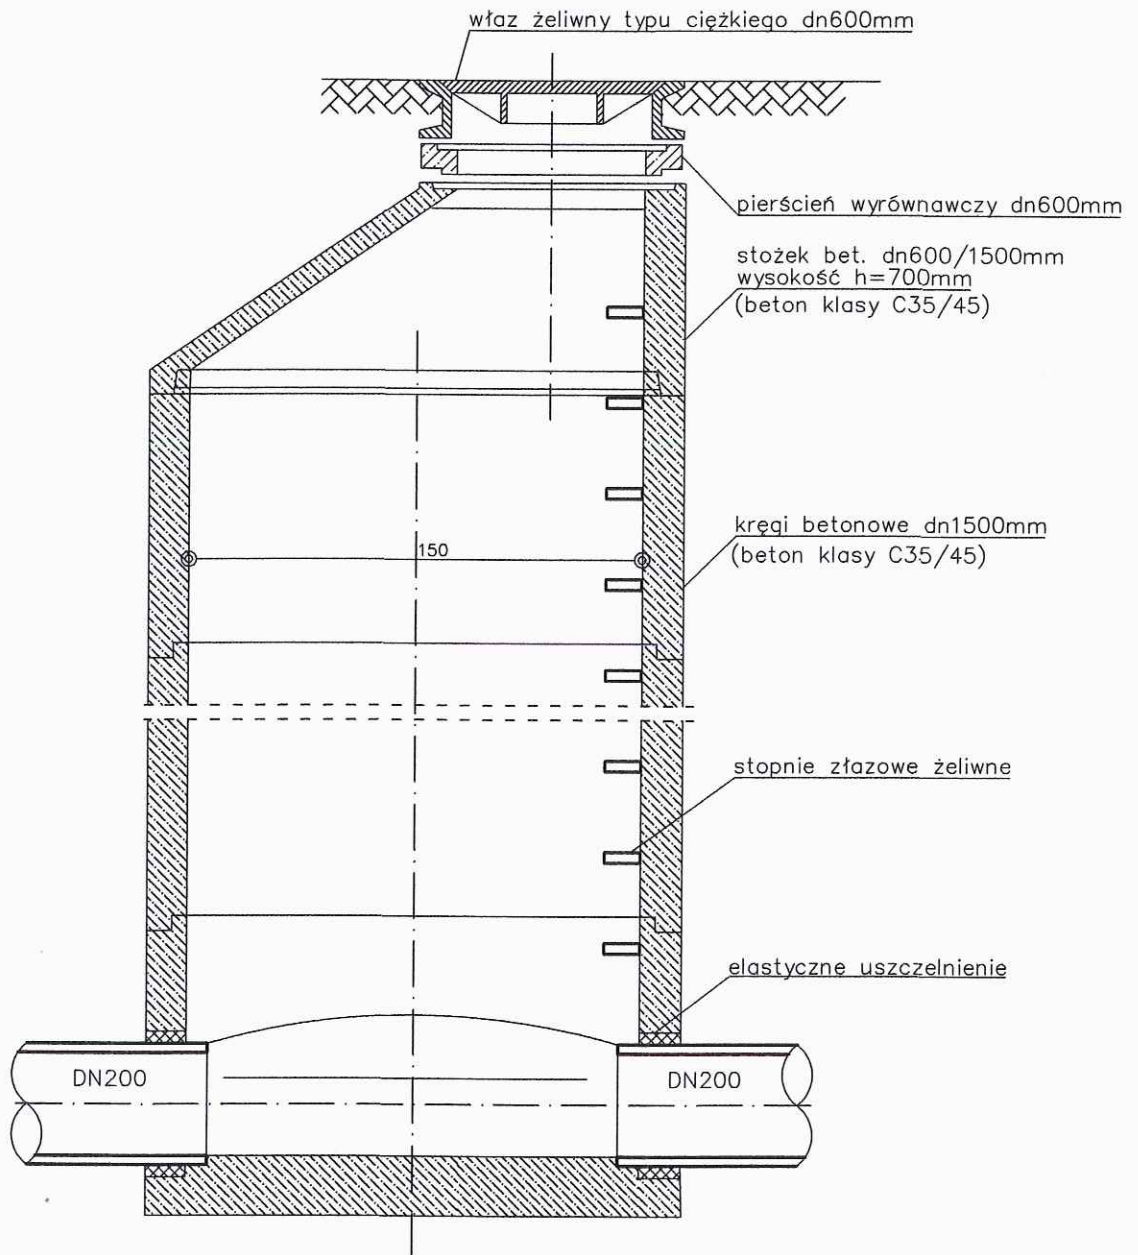 właz żeliwny typu ciężkiego dn600mm
pierścień wyrównawczy dn600mm
stożek bet. dn600/1500mm
wysokość h=700mm
(beton klasy C35/45)
kręgi betonowe dn1500mm
(beton klasy C35/45)
150
stopnie złazowe żeliwne
elastyczne uszczelnienie
DN200
DN200